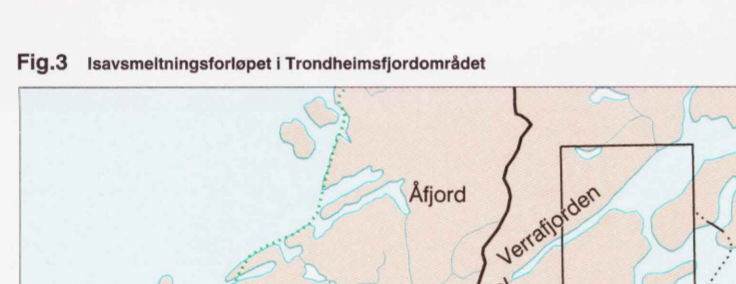 Fig.3 Isavsmeltningsforløpet i Trondheimsfjordområdet
Åfjord
Verrafjorden